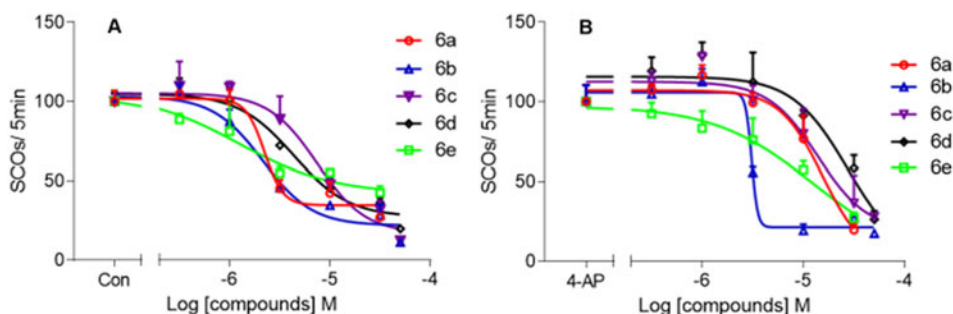 A
SCOs/ 5min
150
100
50
0
Con
-6
-5
-4
Log [compounds] M
6a
6b
6c
6d
6e
B
SCOs/ 5min
150
100
50
0
4-AP
-6
-5
-4
Log [compounds] M
6a
6b
6c
6d
6e